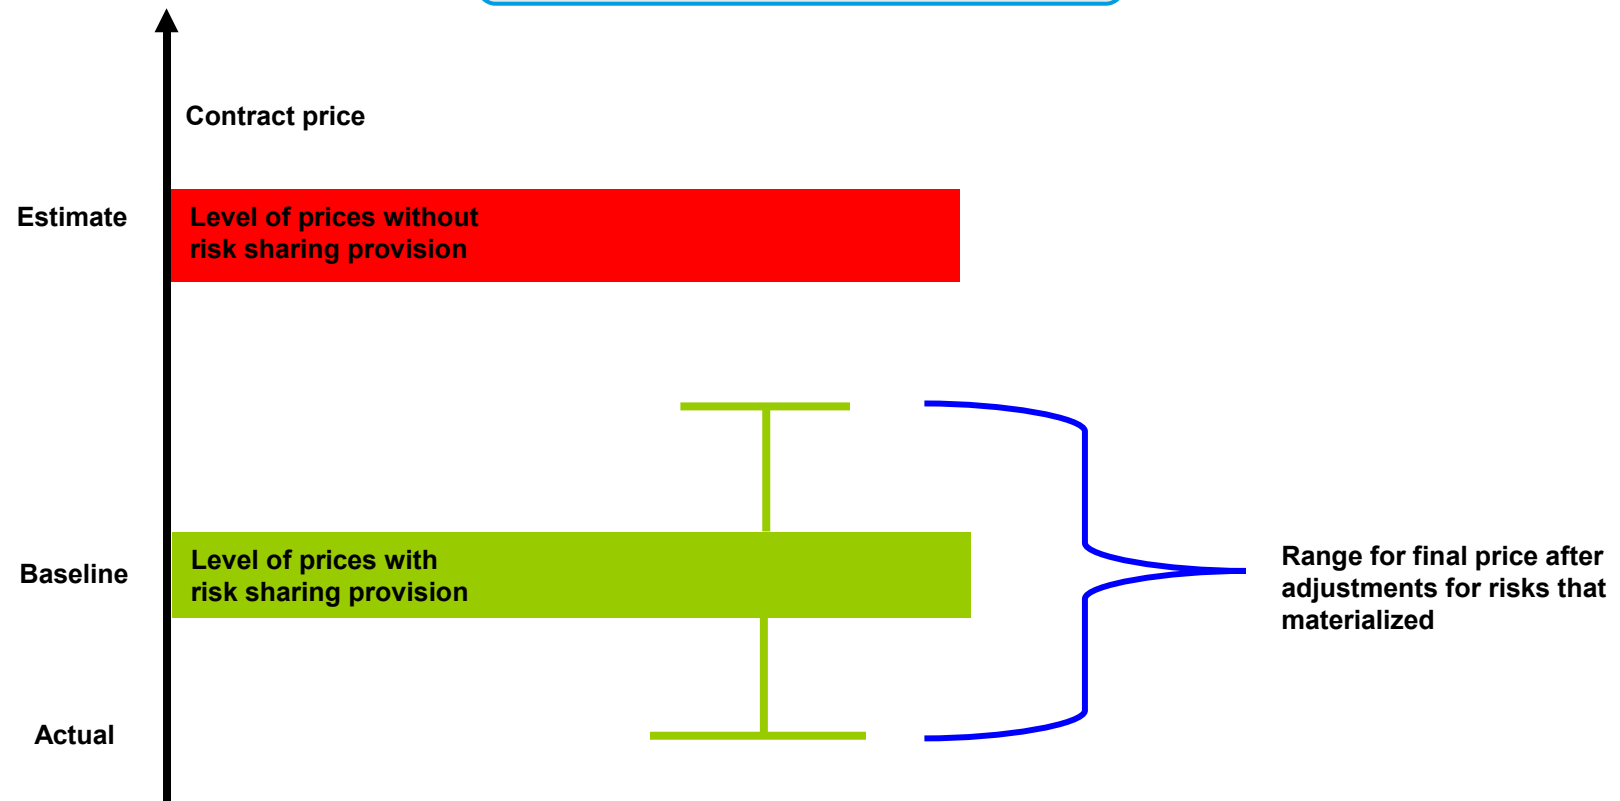 Contract price
Estimate
Level of prices without
risk sharing provision
Baseline
Level of prices with
risk sharing provision
Range for final price after
adjustments for risks that
materialized
Actual